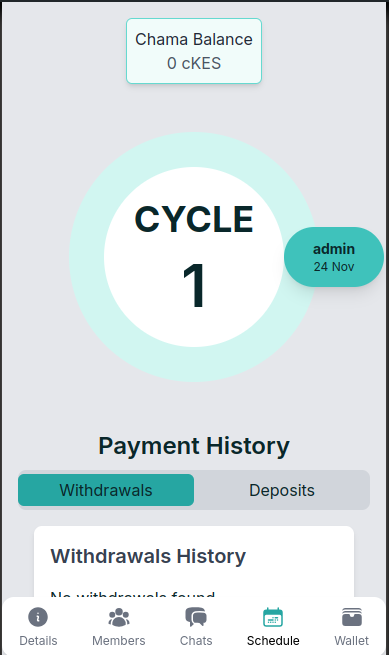 Chama Balance
0 cKES
CYCLE
1
admin
24 Nov
Payment History
Withdrawals
Deposits
Withdrawals History
No withdrawals found
Details
Members
Chats
Schedule
Wallet